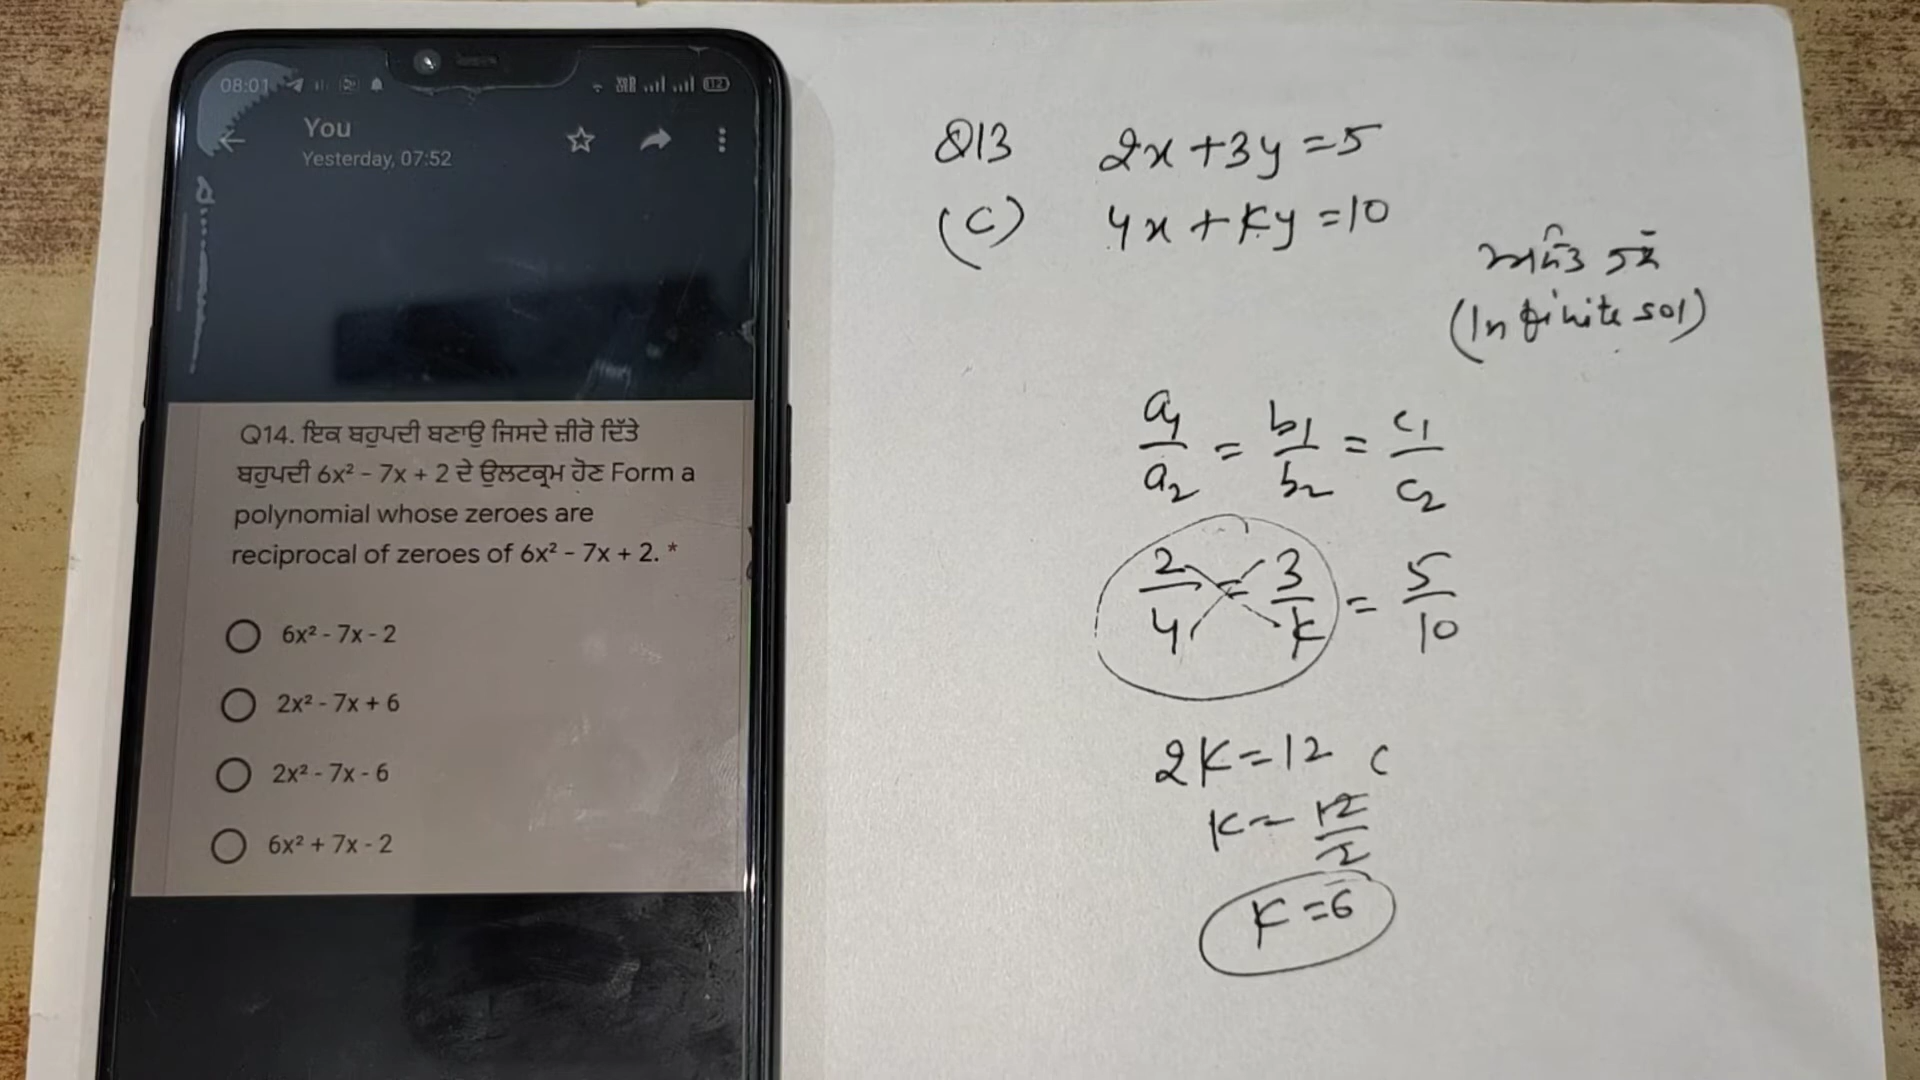 08:01
You
Yesterday, 07:52
Q14. ਇਕ ਬਹੁਪਦੀ ਬਣਾਉ ਜਿਸਦੇ ਜ਼ੀਰੋ ਦਿੱਤੇ
ਬਹੁਪਦੀ 6x² - 7x + 2 ਦੇ ਉਲਟਕ੍ਰਮ ਹੋਣ Form a
polynomial whose zeroes are
reciprocal of zeroes of 6x² - 7x + 2. *
6x² - 7x - 2
2x² - 7x + 6
2x² - 7x - 6
6x² + 7x - 2
Q13 2x + 3y = 5
(C) 4x + Ky = 10
(Infinite sol)
a₁/a₂ = b₁/b₂ = c₁/c₂
2/4 = 3/k = 5/10
2K = 12
K = 12/2
K = 6